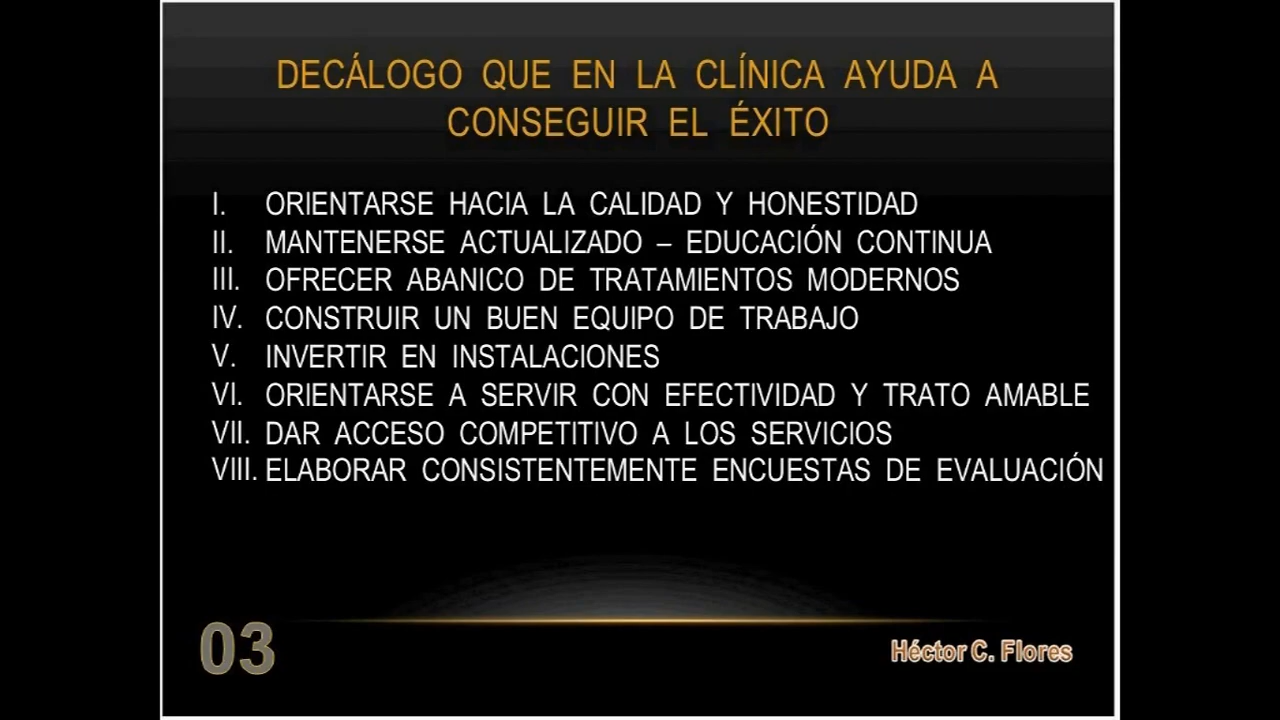 DECÁLOGO QUE EN LA CLÍNICA AYUDA A
CONSEGUIR EL ÉXITO
I. ORIENTARSE HACIA LA CALIDAD Y HONESTIDAD
II. MANTENERSE ACTUALIZADO – EDUCACIÓN CONTINUA
III. OFRECER ABANICO DE TRATAMIENTOS MODERNOS
IV. CONSTRUIR UN BUEN EQUIPO DE TRABAJO
V. INVERTIR EN INSTALACIONES
VI. ORIENTARSE A SERVIR CON EFECTIVIDAD Y TRATO AMABLE
VII. DAR ACCESO COMPETITIVO A LOS SERVICIOS
VIII. ELABORAR CONSISTENTEMENTE ENCUESTAS DE EVALUACIÓN
03
Héctor C. Flores